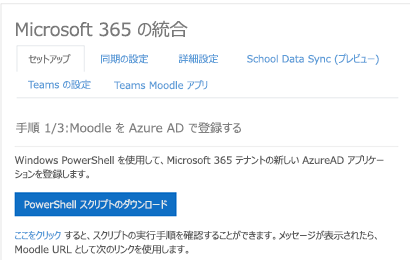 Microsoft 365 の統合
セットアップ 同期の設定 詳細設定 School Data Sync (プレビュー)
Teams の設定 Teams Moodle アプリ
手順 1/3:Moodle を Azure AD で登録する
Windows PowerShell を使用して、Microsoft 365 テナントの新しい AzureAD アプリケー
ションを登録します。
PowerShell スクリプトのダウンロード
ここをクリック すると、スクリプトの実行手順を確認することができます。メッセージが表示されたら、
Moodle URL として次のリンクを使用します。